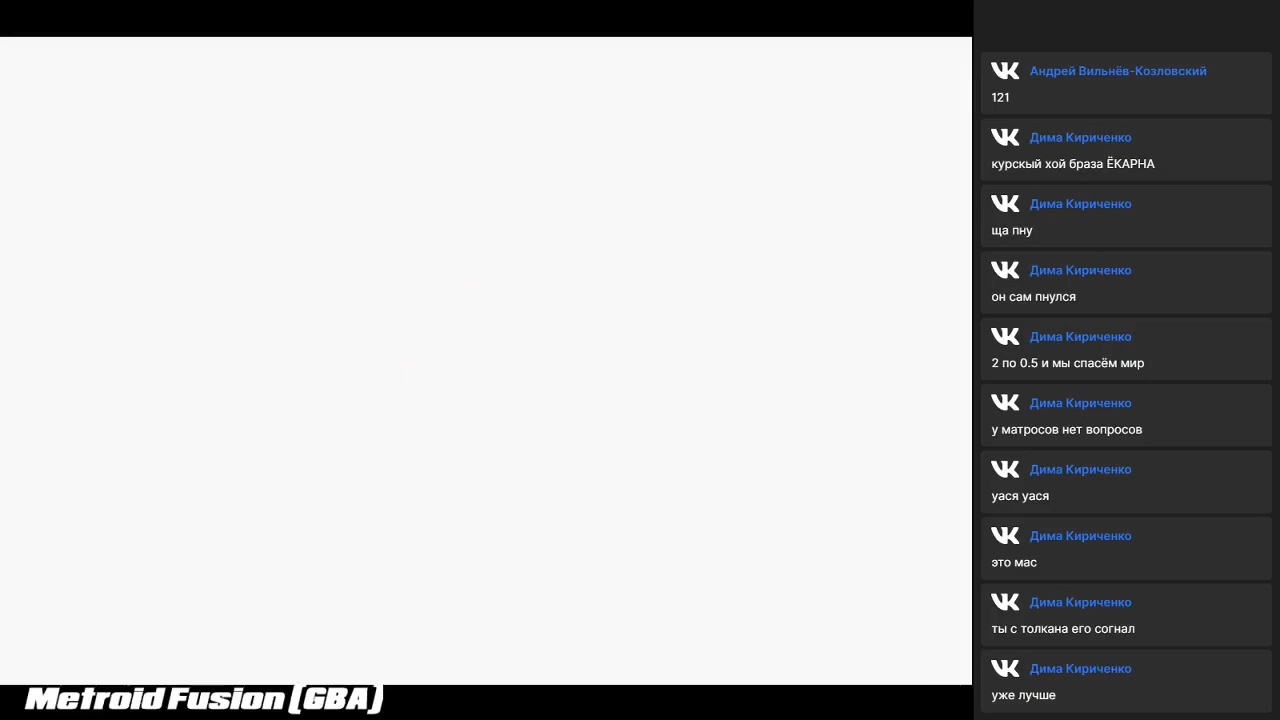 Андрей Вильнёв-Козловский
121
Дима Кириченко
курскый хой браза ЁКАРНА
Дима Кириченко
ща пну
Дима Кириченко
он сам пнулся
Дима Кириченко
2 по 0.5 и мы спасём мир
Дима Кириченко
у матросов нет вопросов
Дима Кириченко
уася уася
Дима Кириченко
это мас
Дима Кириченко
ты с толкана его согнал
Дима Кириченко
уже лучше
Metroid Fusion (GBA)